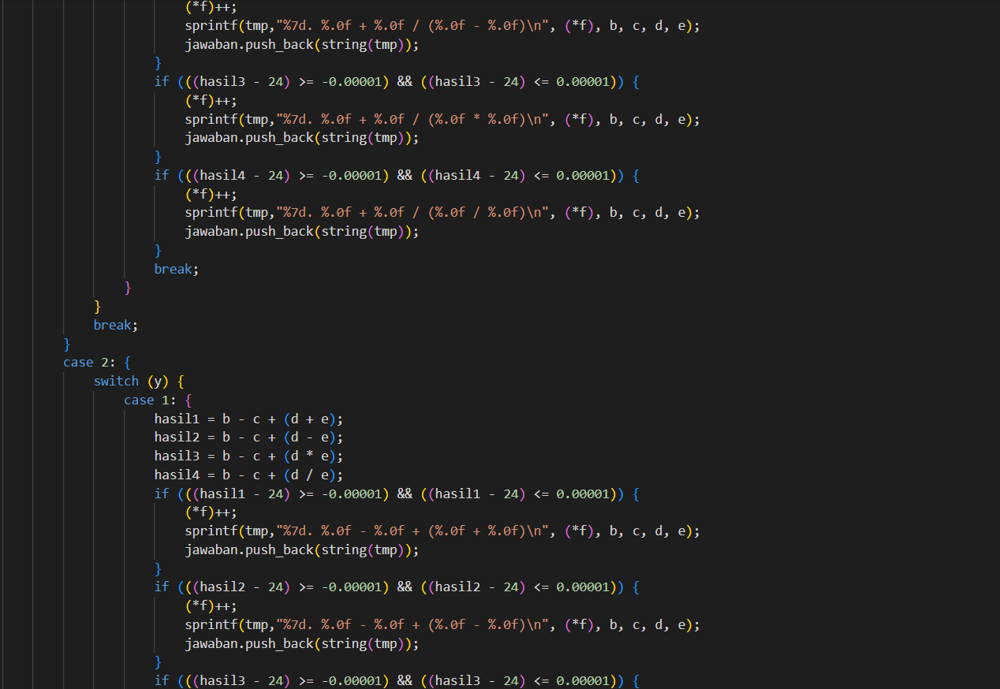 (*f)++;
sprintf(tmp,"%7d. %.0f + %.0f / (%.0f - %.0f)\n", (*f), b, c, d, e);
jawaban.push_back(string(tmp));
}
if (((hasil3 - 24) >= -0.00001) && ((hasil3 - 24) <= 0.00001)) {
(*f)++;
sprintf(tmp,"%7d. %.0f + %.0f / (%.0f * %.0f)\n", (*f), b, c, d, e);
jawaban.push_back(string(tmp));
}
if (((hasil4 - 24) >= -0.00001) && ((hasil4 - 24) <= 0.00001)) {
(*f)++;
sprintf(tmp,"%7d. %.0f + %.0f / (%.0f / %.0f)\n", (*f), b, c, d, e);
jawaban.push_back(string(tmp));
}
break;
}
}
break;
}
case 2: {
switch (y) {
case 1: {
hasil1 = b - c + (d + e);
hasil2 = b - c + (d - e);
hasil3 = b - c + (d * e);
hasil4 = b - c + (d / e);
if (((hasil1 - 24) >= -0.00001) && ((hasil1 - 24) <= 0.00001)) {
(*f)++;
sprintf(tmp,"%7d. %.0f - %.0f + (%.0f + %.0f)\n", (*f), b, c, d, e);
jawaban.push_back(string(tmp));
}
if (((hasil2 - 24) >= -0.00001) && ((hasil2 - 24) <= 0.00001)) {
(*f)++;
sprintf(tmp,"%7d. %.0f - %.0f + (%.0f - %.0f)\n", (*f), b, c, d, e);
jawaban.push_back(string(tmp));
}
if (((hasil3 - 24) >= -0.00001) && ((hasil3 - 24) <= 0.00001)) {